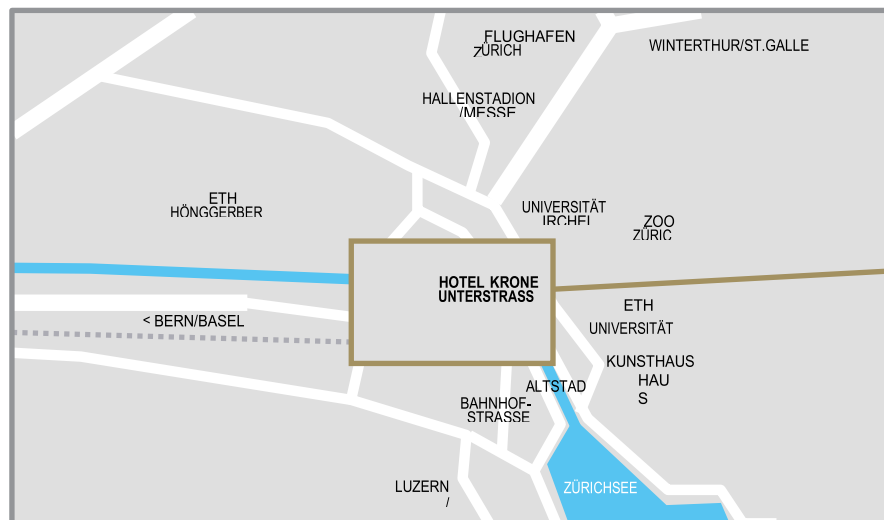 FLUGHAFEN
ZÜRICH
WINTERTHUR/ST.GALLE
HALLENSTADION
/MESSE
ETH
HÖNGGERBER
UNIVERSITÄT
IRCHEL
ZOO
ZÜRIC
HOTEL KRONE
UNTERSTRASS
ETH
UNIVERSITÄT
< BERN/BASEL
KUNSTHAUS
HAU
S
ALTSTAD
BAHNHOF-
STRASSE
LUZERN
/
ZÜRICHSEE